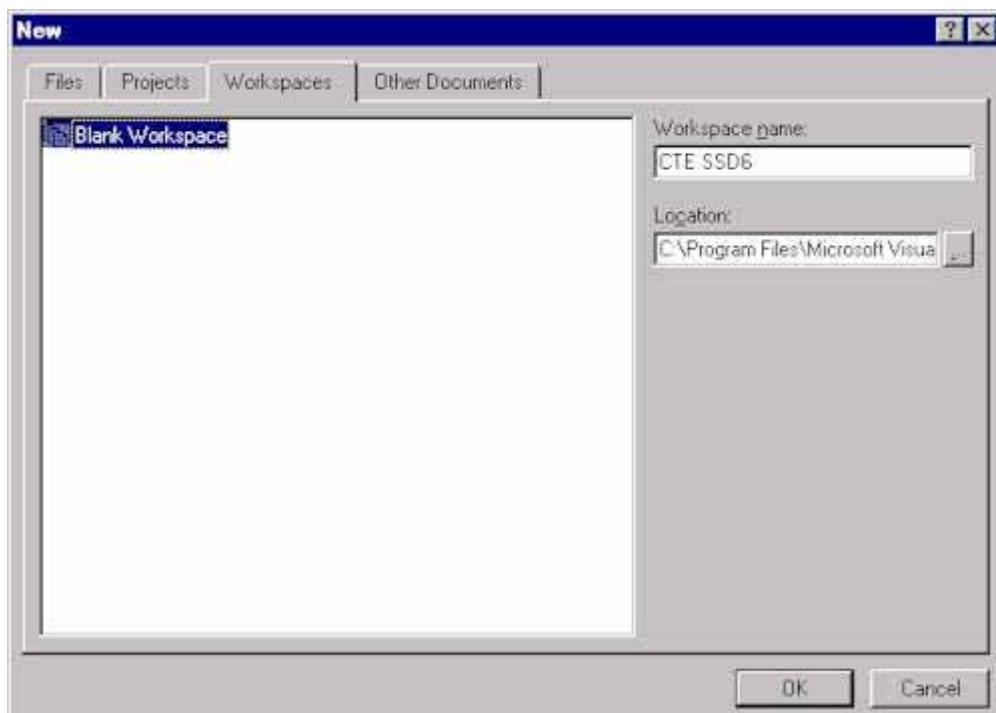 New
Files Projects Workspaces Other Documents
Blank Workspace
Workspace name:
CTE SSD6
Location:
C:\Program Files\Microsoft Visua ...
OK Cancel